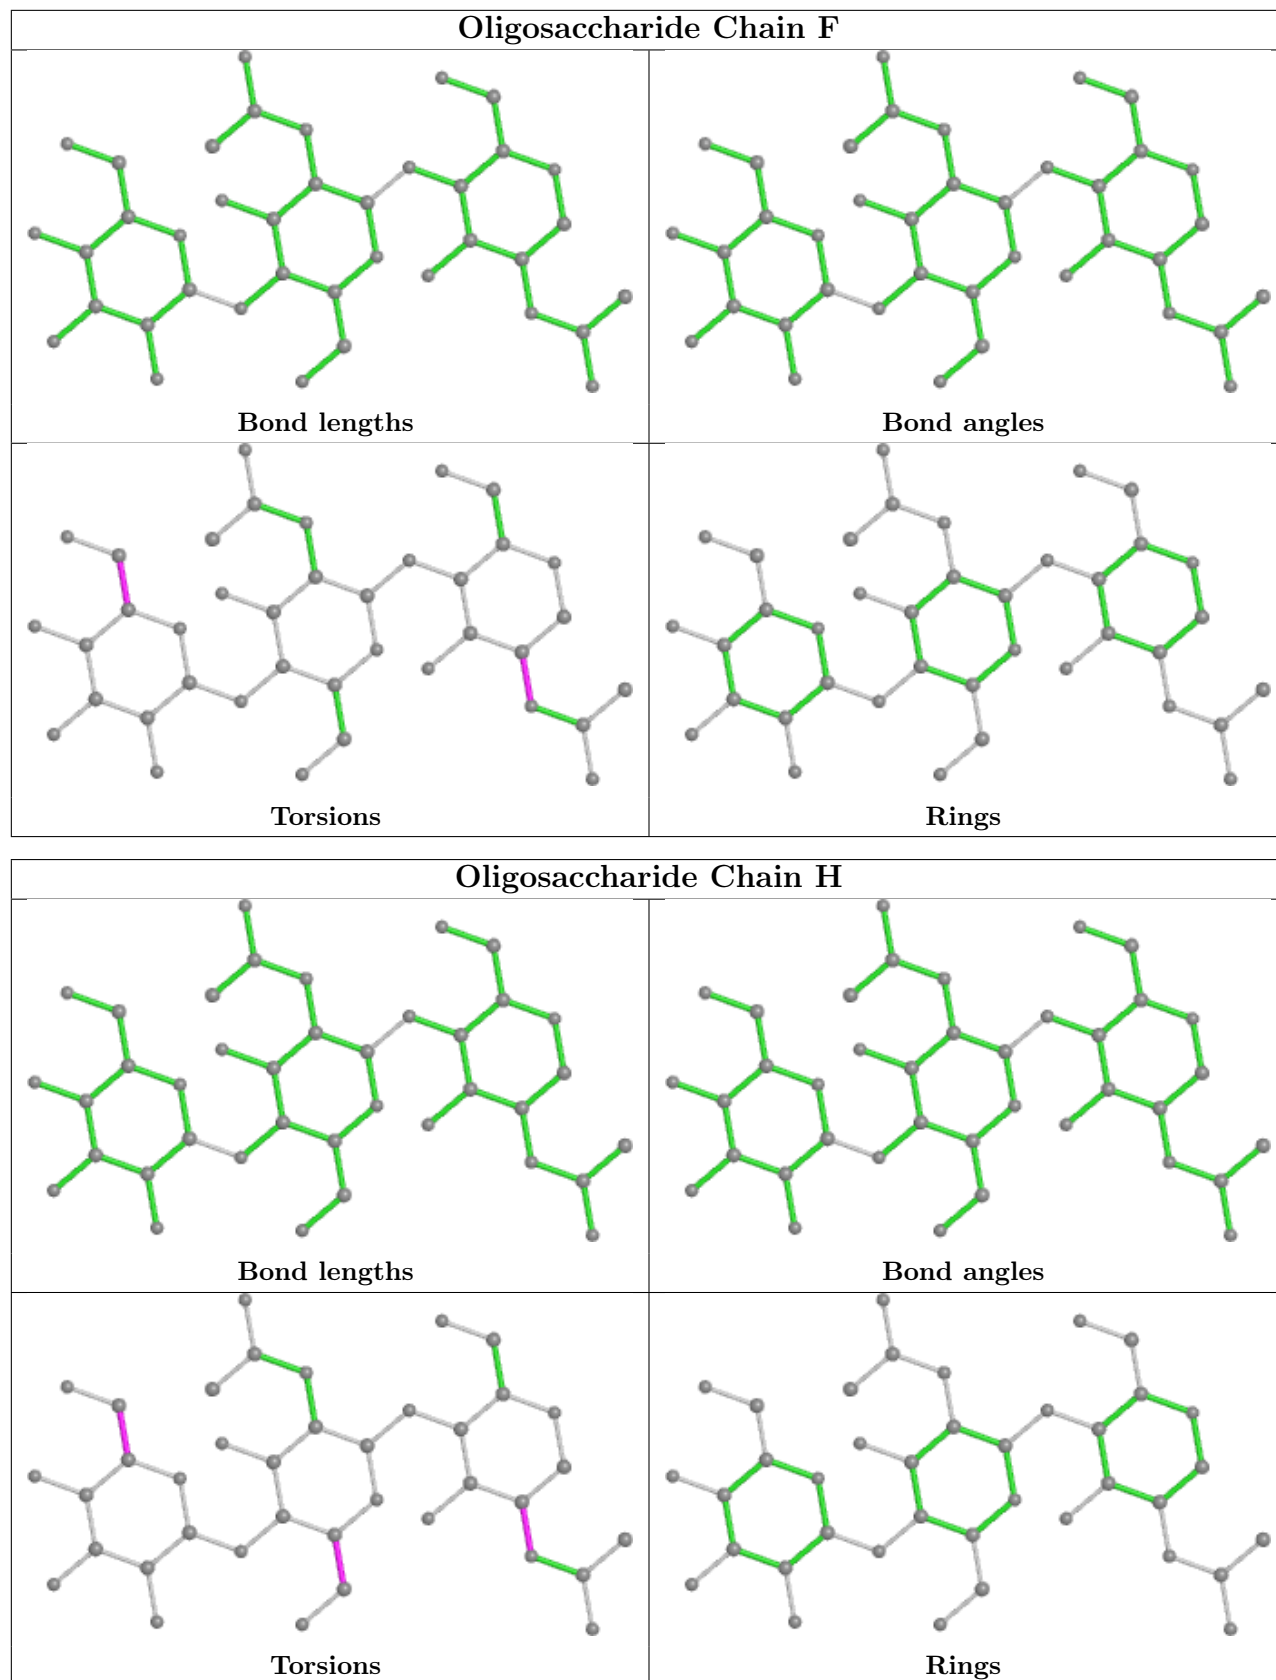 Oligosaccharide Chain F
Bond lengths
Bond angles
Torsions
Rings
Oligosaccharide Chain H
Bond lengths
Bond angles
Torsions
Rings